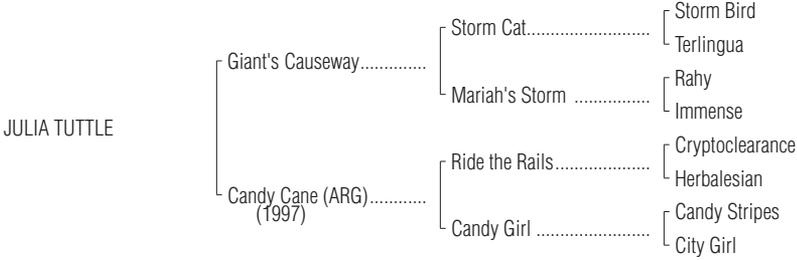 Storm Bird
Storm Cat..........................
Terlingua
Giant's Causeway..............
Rahy
Mariah's Storm ................
Immense
JULIA TUTTLE
Cryptoclearance
Ride the Rails....................
Herbalesian
Candy Cane (ARG)............
(1997)
Candy Stripes
Candy Girl ........................
City Girl